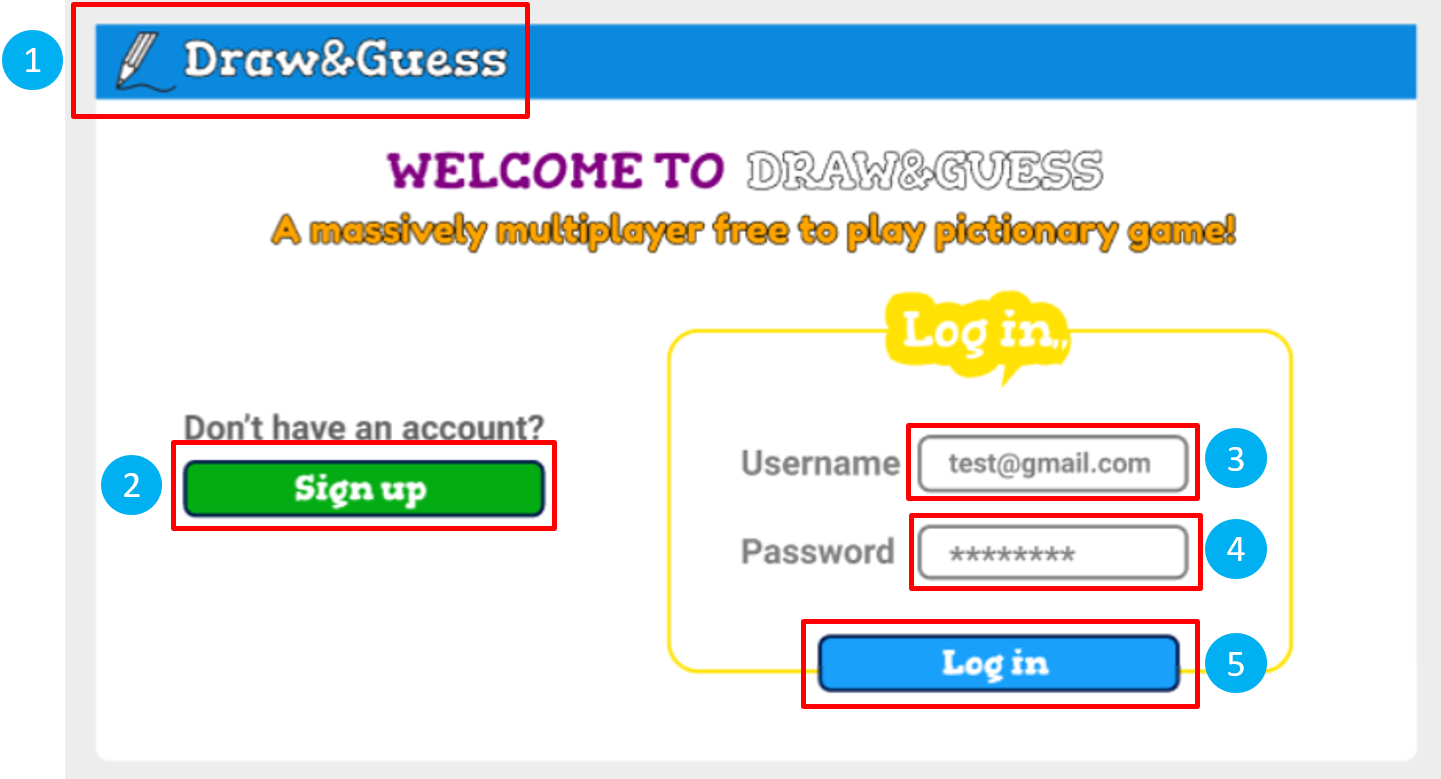 1
Draw&Guess
WELCOME TO DRAW&GUESS
A massively multiplayer free to play pictionary game!
Don't have an account?
2
Sign up
Log in,,
Username
test@gmail.com
3
Password
********
4
Log in
5